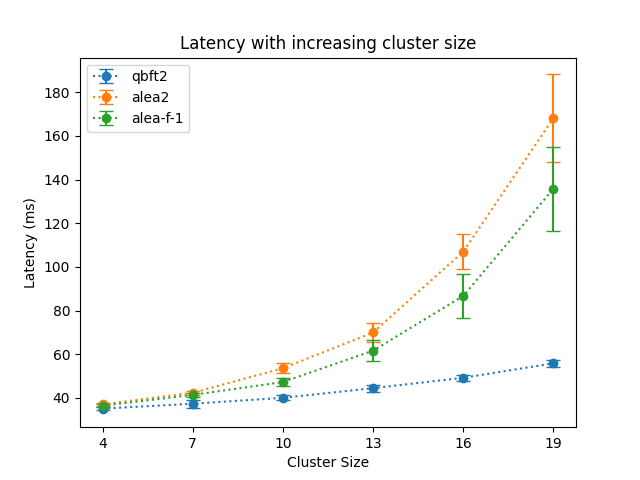 Latency with increasing cluster size
qbft2
alea2
alea-f-1
Latency (ms)
180
160
140
120
100
80
60
40
4 7 10 13 16 19
Cluster Size